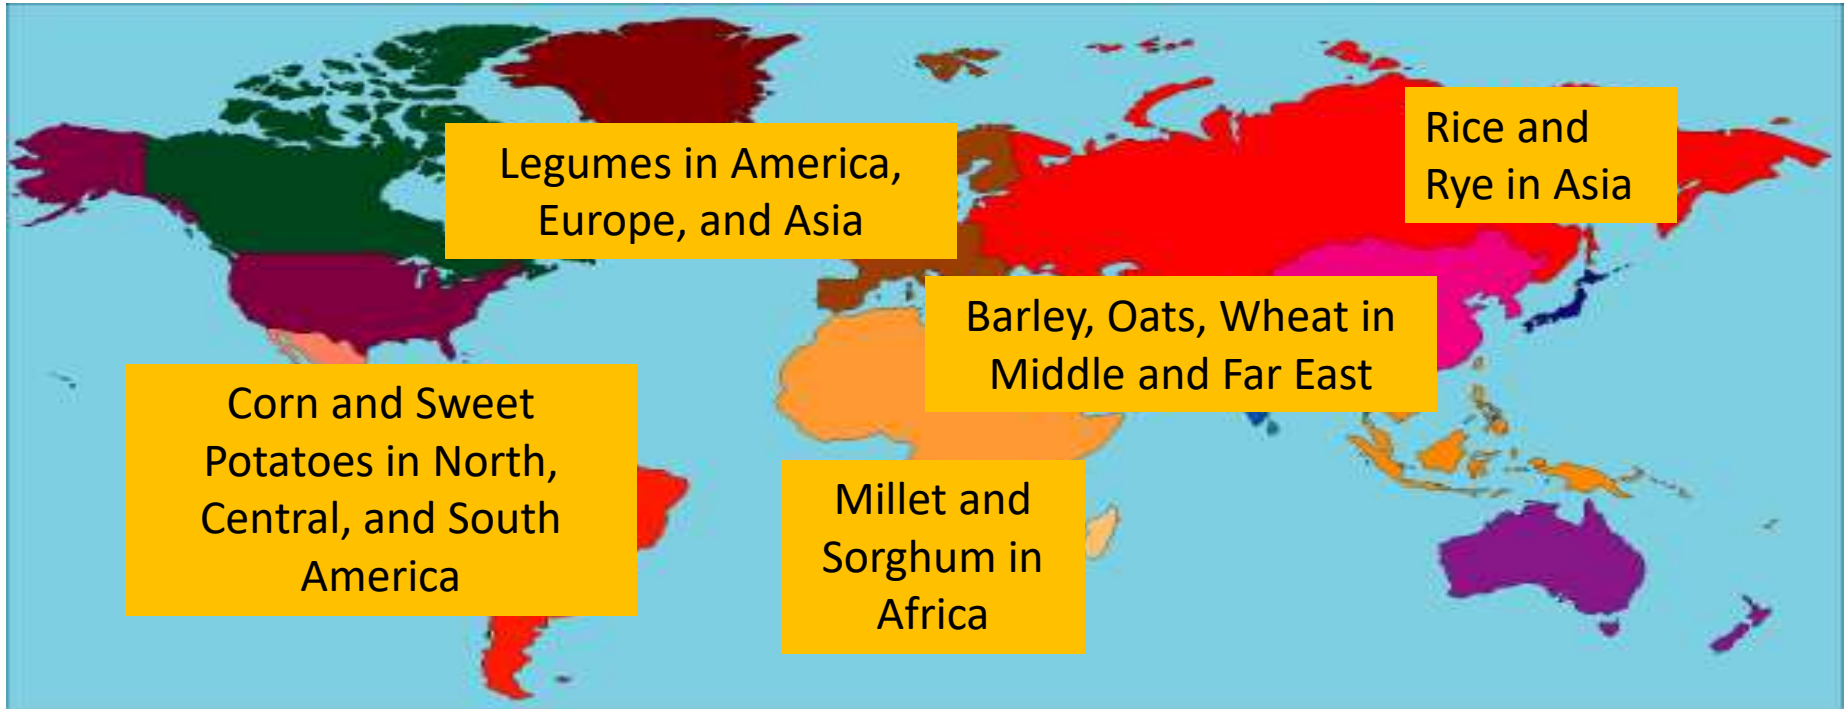 Legumes in America,
Europe, and Asia
Rice and
Rye in Asia
Barley, Oats, Wheat in
Middle and Far East
Corn and Sweet
Potatoes in North,
Central, and South
America
Millet and
Sorghum in
Africa